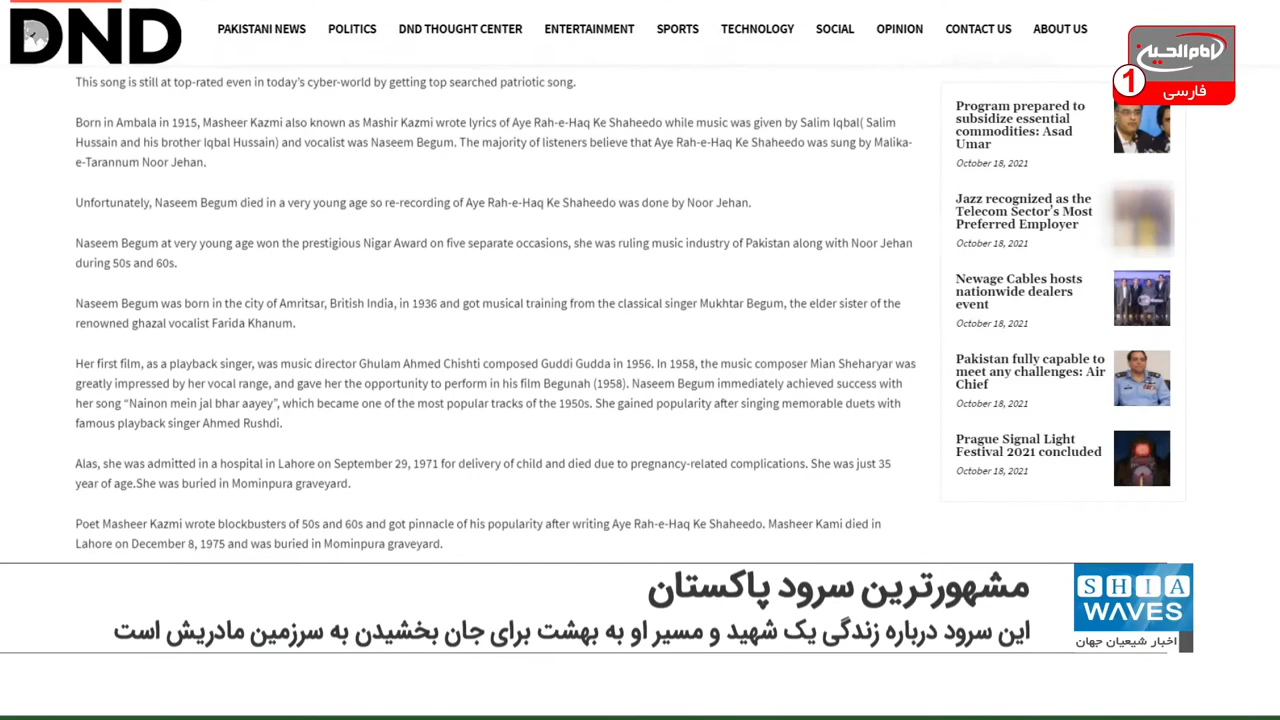 DND
PAKISTANI NEWS POLITICS DND THOUGHT CENTER ENTERTAINMENT SPORTS TECHNOLOGY SOCIAL OPINION CONTACT US ABOUT US
امام الحسین
1
فارسی
This song is still at top-rated even in today's cyber-world by getting top searched patriotic song.
Born in Ambala in 1915, Masheer Kazmi also known as Mashir Kazmi wrote lyrics of Aye Rah-e-Haq Ke Shaheedo while music was given by Salim Iqbal( Salim
Hussain and his brother Iqbal Hussain) and vocalist was Naseem Begum. The majority of listeners believe that Aye Rah-e-Haq Ke Shaheedo was sung by Malika-
e-Tarannum Noor Jehan.
Unfortunately, Naseem Begum died in a very young age so re-recording of Aye Rah-e-Haq Ke Shaheedo was done by Noor Jehan.
Naseem Begum at very young age won the prestigious Nigar Award on five separate occasions, she was ruling music industry of Pakistan along with Noor Jehan
during 50s and 60s.
Naseem Begum was born in the city of Amritsar, British India, in 1936 and got musical training from the classical singer Mukhtar Begum, the elder sister of the
renowned ghazal vocalist Farida Khanum.
Her first film, as a playback singer, was music director Ghulam Ahmed Chishti composed Guddi Gudda in 1956. In 1958, the music composer Mian Sheharyar was
greatly impressed by her vocal range, and gave her the opportunity to perform in his film Begunah (1958). Naseem Begum immediately achieved success with
her song “Nainon mein jal bhar aayey”, which became one of the most popular tracks of the 1950s. She gained popularity after singing memorable duets with
famous playback singer Ahmed Rushdi.
Alas, she was admitted in a hospital in Lahore on September 29, 1971 for delivery of child and died due to pregnancy-related complications. She was just 35
year of age.She was buried in Mominpura graveyard.
Poet Masheer Kazmi wrote blockbusters of 50s and 60s and got pinnacle of his popularity after writing Aye Rah-e-Haq Ke Shaheedo. Masheer Kami died in
Lahore on December 8, 1975 and was buried in Mominpura graveyard.
Program prepared to
subsidize essential
commodities: Asad
Umar
October 18, 2021
Jazz recognized as the
Telecom Sector's Most
Preferred Employer
October 18, 2021
Newage Cables hosts
nationwide dealers
event
October 18, 2021
Pakistan fully capable to
meet any challenges: Air
Chief
October 18, 2021
Prague Signal Light
Festival 2021 concluded
October 18, 2021
مشهورترین سرود پاکستان
این سرود درباره زندگی یک شهید و مسیر او به بهشت برای جان بخشیدن به سرزمین مادریش است
SHIA
WAVES
اخبار شیعیان جهان